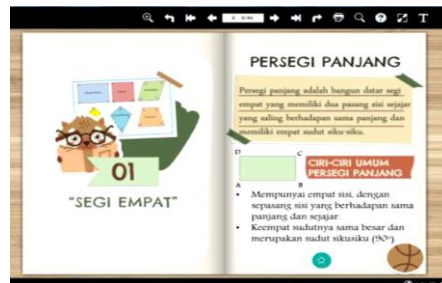 01
"SEGI EMPAT"
PERSEGI PANJANG
Persegi panjang adalah bangun datar segi
empat yang memiliki dua pasang sisi sejajar
yang saling berhadapan sama panjang dan
memiliki empat sudut siku-siku.
D C
A B
CIRI-CIRI UMUM
PERSEGI PANJANG
• Mempunyai empat sisi, dengan
sepasang sisi yang berhadapan sama
panjang dan sejajar.
• Keempat sudutnya sama besar dan
merupakan sudut sikusiku (90°)